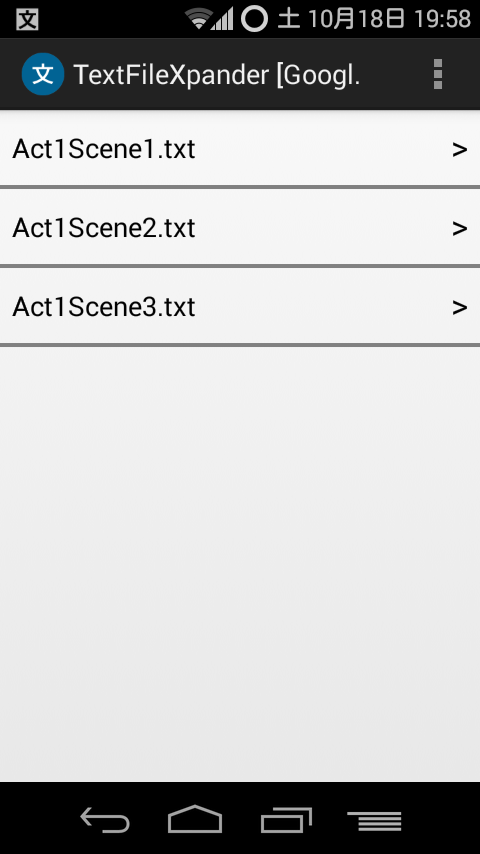 文 土 10月18日 19:58
文 TextFileXpander [Googl.
Act1Scene1.txt >
Act1Scene2.txt >
Act1Scene3.txt >